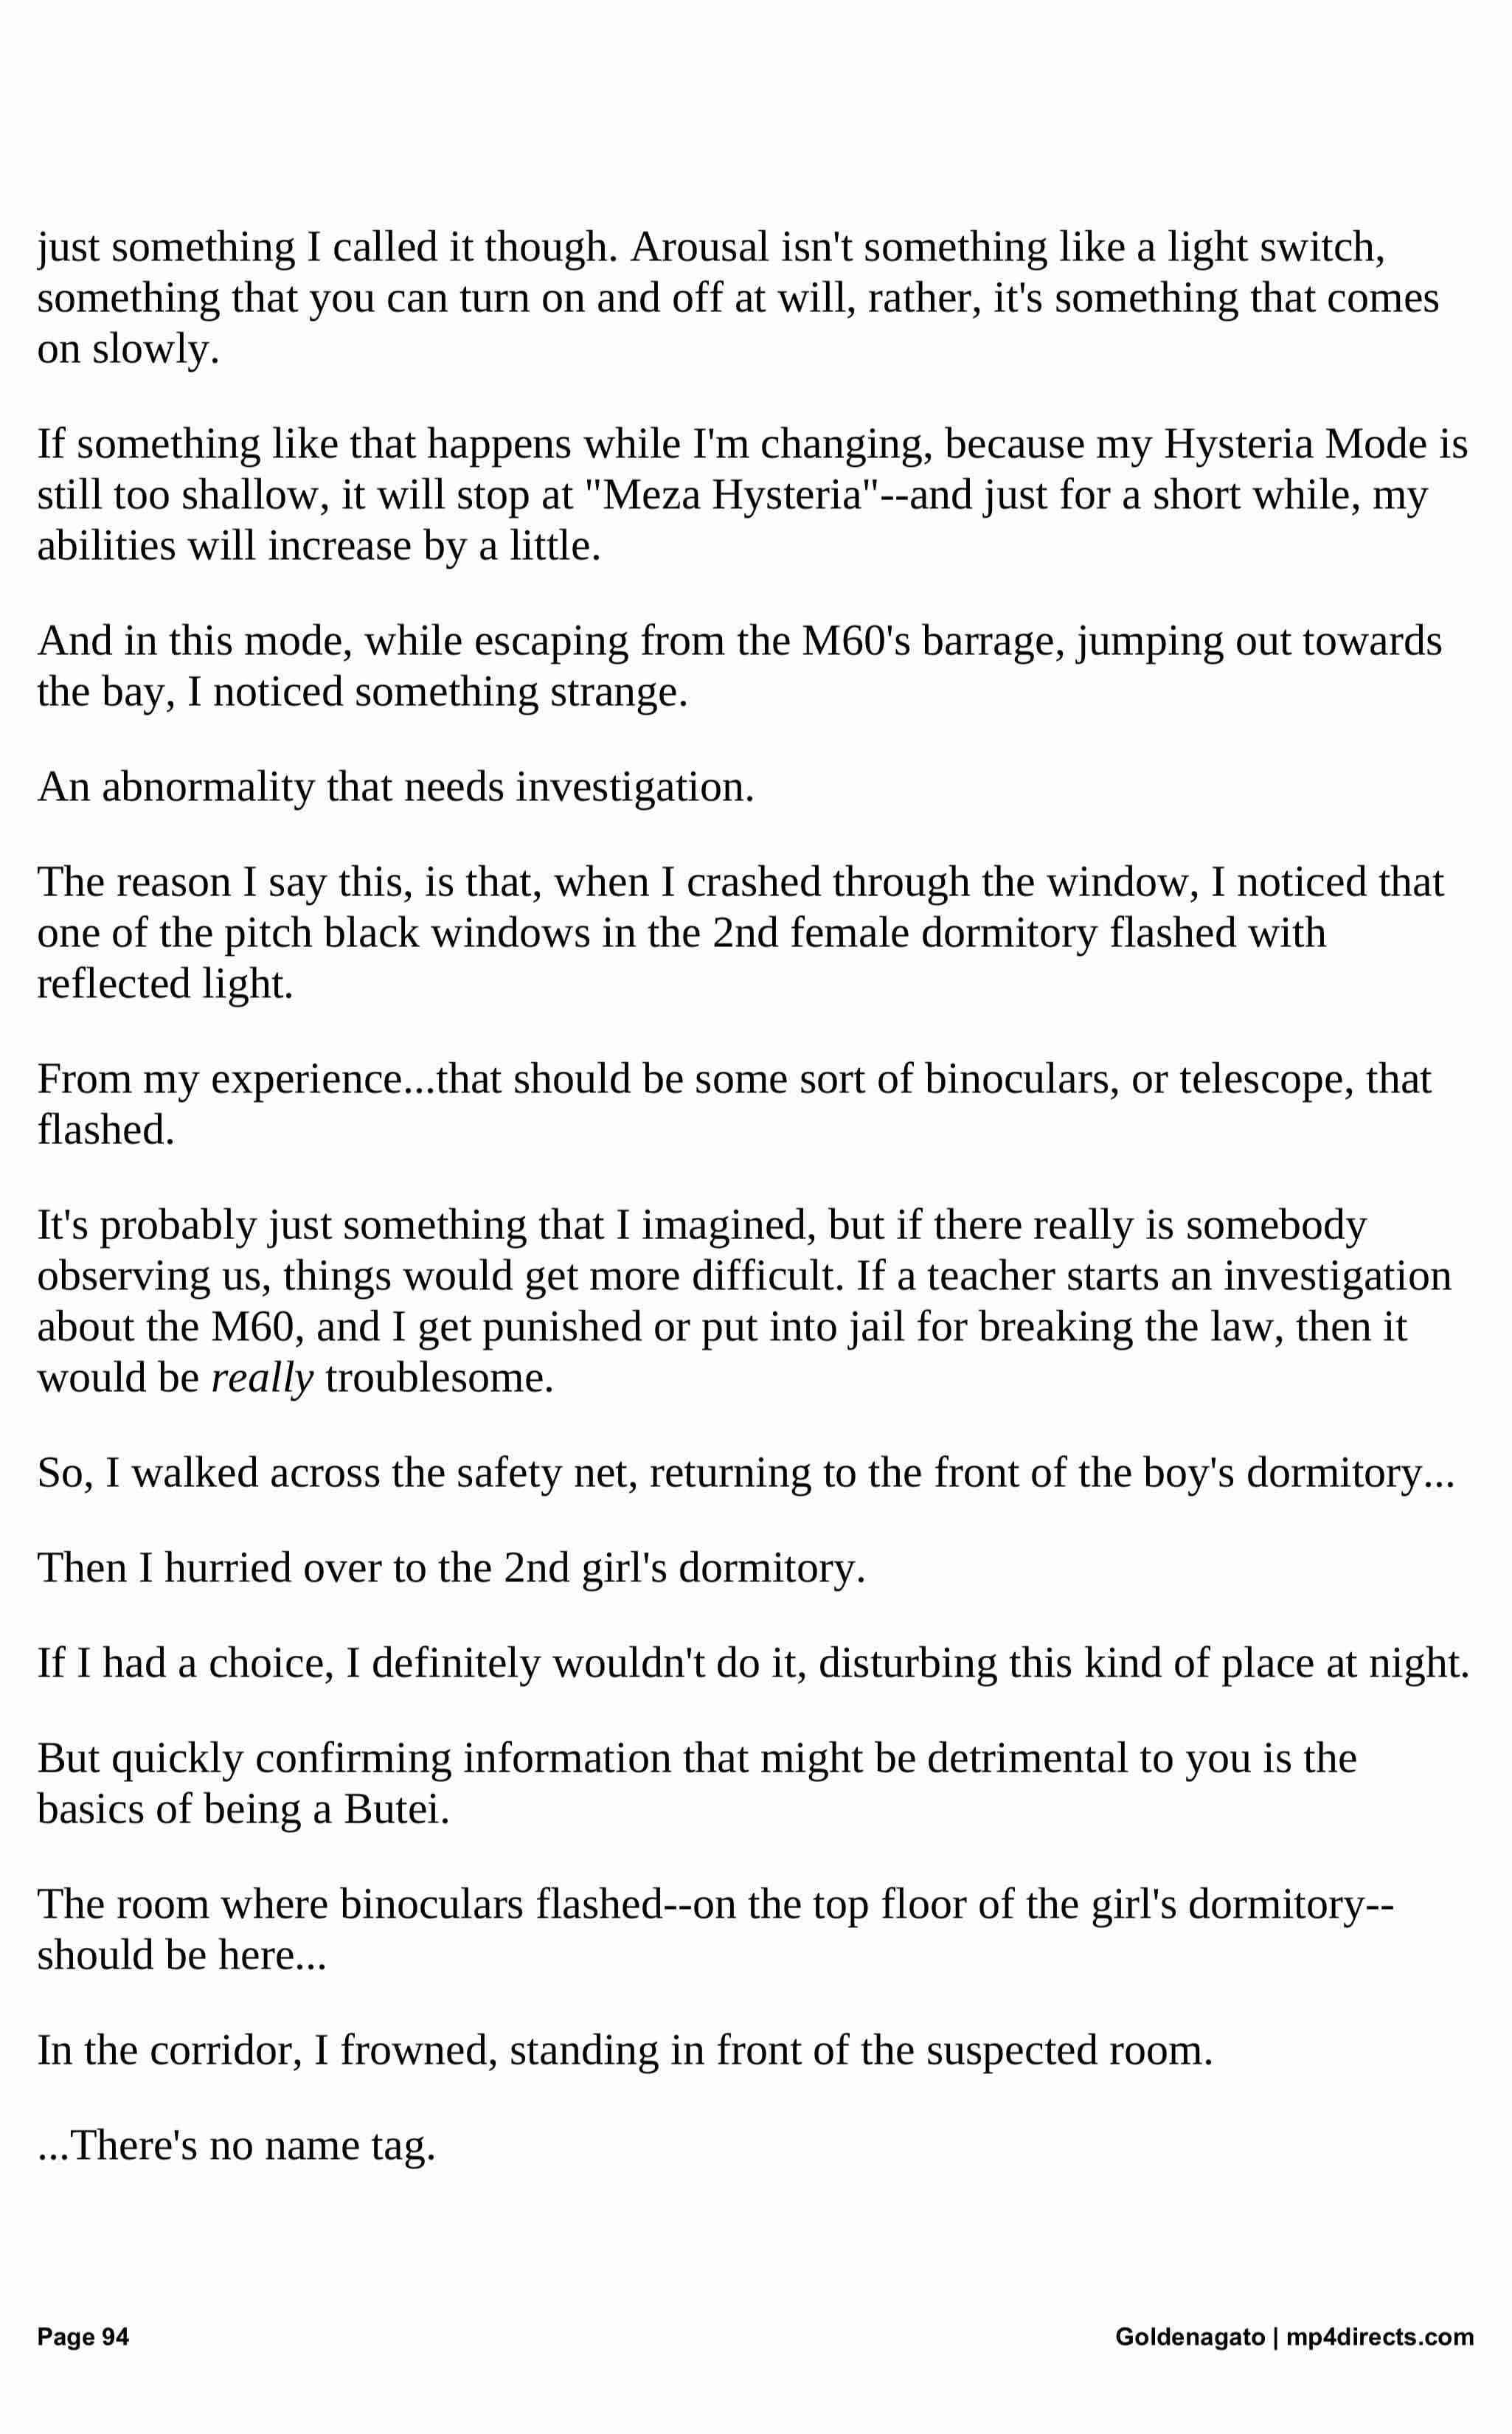 just something I called it though. Arousal isn't something like a light switch,
something that you can turn on and off at will, rather, it's something that comes
on slowly.
If something like that happens while I'm changing, because my Hysteria Mode is
still too shallow, it will stop at "Meza Hysteria"--and just for a short while, my
abilities will increase by a little.
And in this mode, while escaping from the M60's barrage, jumping out towards
the bay, I noticed something strange.
An abnormality that needs investigation.
The reason I say this, is that, when I crashed through the window, I noticed that
one of the pitch black windows in the 2nd female dormitory flashed with
reflected light.
From my experience...that should be some sort of binoculars, or telescope, that
flashed.
It's probably just something that I imagined, but if there really is somebody
observing us, things would get more difficult. If a teacher starts an investigation
about the M60, and I get punished or put into jail for breaking the law, then it
would be really troublesome.
So, I walked across the safety net, returning to the front of the boy's dormitory...
Then I hurried over to the 2nd girl's dormitory.
If I had a choice, I definitely wouldn't do it, disturbing this kind of place at night.
But quickly confirming information that might be detrimental to you is the
basics of being a Butei.
The room where binoculars flashed--on the top floor of the girl's dormitory--
should be here...
In the corridor, I frowned, standing in front of the suspected room.
...There's no name tag.
Page 94
Goldenagato | mp4directs.com